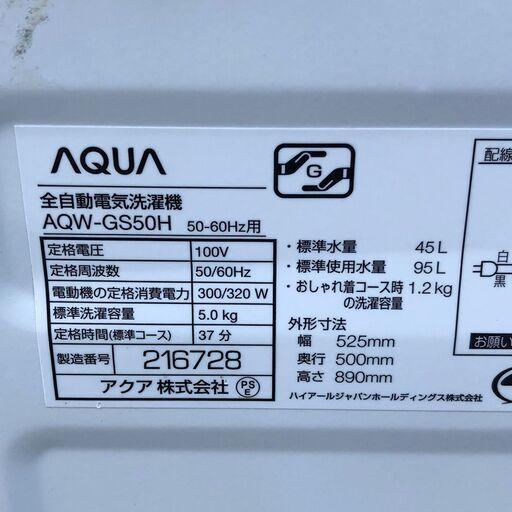 AQUA
G
全自動電気洗濯機
AQW-GS50H 50-60Hz用
定格電圧 100V
定格周波数 50/60Hz
電動機の定格消費電力 300/320 W
標準洗濯容量 5.0 kg
定格時間(標準コース) 37 分
製造番号 216728
アクア 株式会社 PSE
・標準水量 45L
・標準使用水量 95L
・おしゃれ着コース時 1.2kg
の洗濯容量
外形寸法
幅 525mm
奥行 500mm
高さ 890mm
ハイアールジャパンホールディングス株式会社
配線
白
黒
お願い